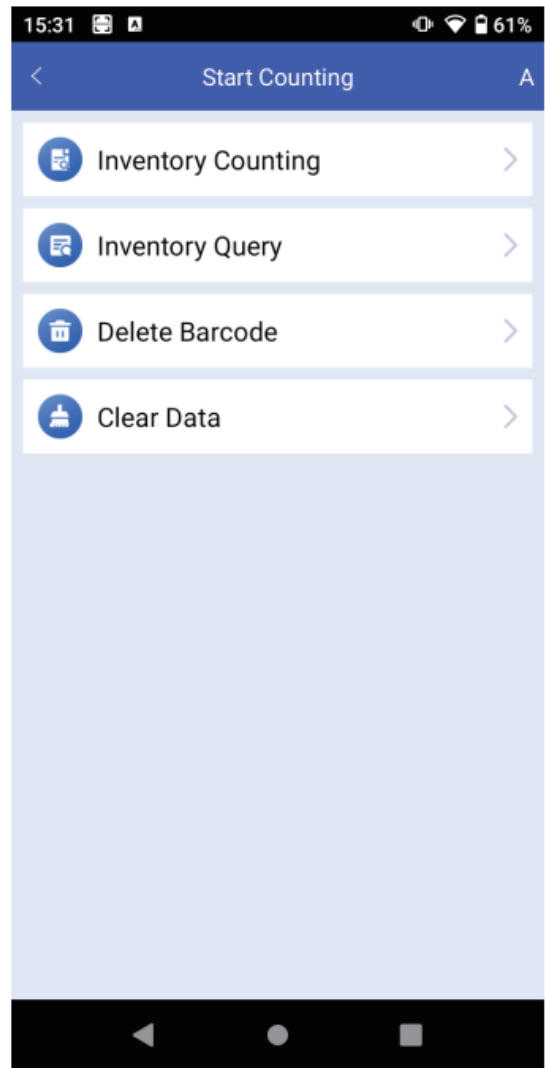 15:31 A 61%
Start Counting A
Inventory Counting
Inventory Query
Delete Barcode
Clear Data